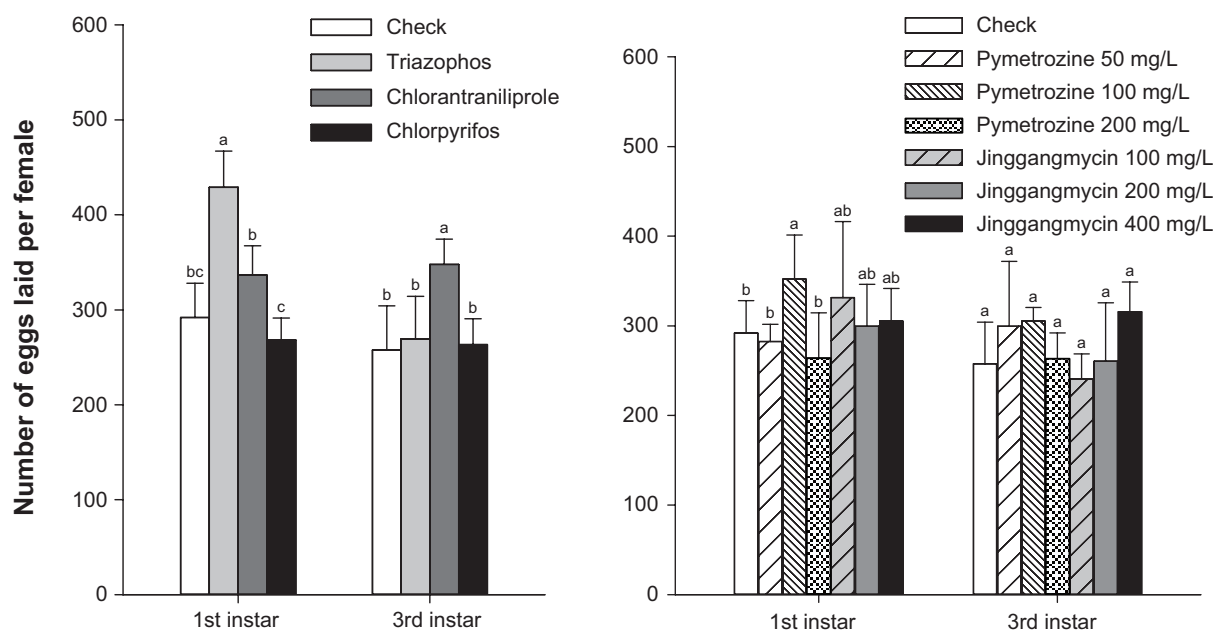 Number of eggs laid per female
600
500
400
300
200
100
0
Check
Triazophos
Chlorantraniliprole
Chlorpyrifos
bc
a
b
c
b
b
a
b
1st instar
3rd instar
600
500
400
300
200
100
0
Check
Pymetrozine 50 mg/L
Pymetrozine 100 mg/L
Pymetrozine 200 mg/L
Jinggangmycin 100 mg/L
Jinggangmycin 200 mg/L
Jinggangmycin 400 mg/L
b
b
a
b
ab
ab
ab
a
a
a
a
a
a
a
1st instar
3rd instar